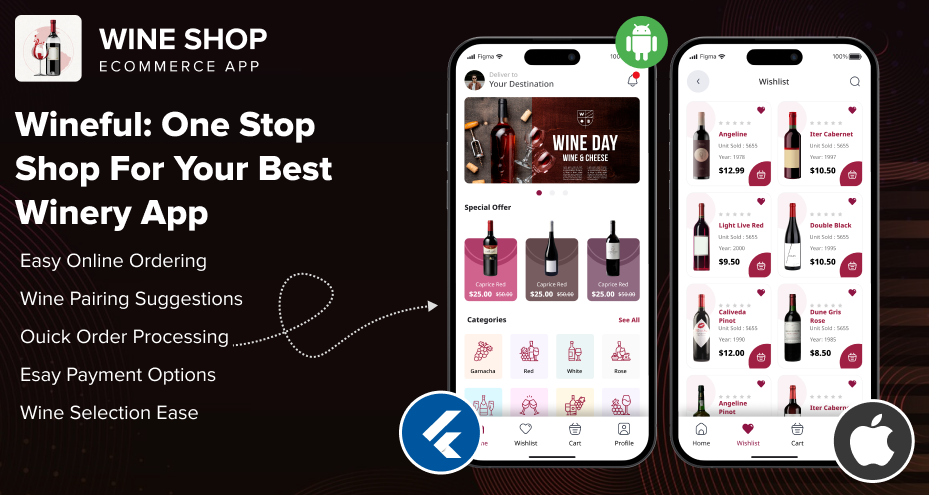 WINE SHOP
ECOMMERCE APP
Wineful: One Stop
Shop For Your Best
Winery App
Easy Online Ordering
Wine Pairing Suggestions
Ouick Order Processing
Esay Payment Options
Wine Selection Ease
Figma
100%
Deliver to
Your Destination
W S
WINE DAY
WINE & CHEESE
Special Offer
Caprice Red
$25.00 $50.00
Caprice Red
$25.00 $50.00
Caprice Red
$25.00 $50.00
Categories
See All
Garnacha
Red
White
Rose
Wishlist
Cart
Profile
Figma
100%
Wishlist
Angeline
Unit Sold : 5655
Year: 1978
$12.99
Iter Cabernet
Unit Sold : 5655
Year: 1997
$10.50
Light Live Red
Unit Sold : 5655
Year: 2000
$9.50
Double Black
Unit Sold : 5655
Year: 1995
$10.50
Caliveda
Pinot
Unit Sold : 5655
Year: 1990
$12.00
Dune Gris
Rose
Unit Sold : 5655
Year: 1985
$8.50
Angeline
Pinot
Iter Cabern
Home
Wishlist
Cart